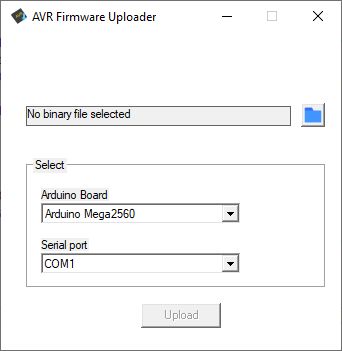 AVR Firmware Uploader
No binary file selected
Select
Arduino Board
Arduino Mega2560
Serial port
COM1
Upload